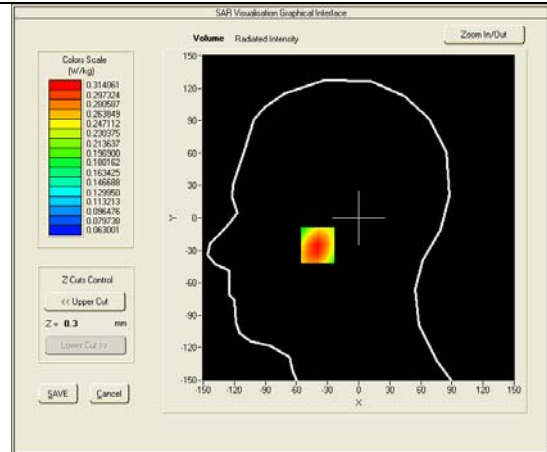 SAR Visualisation Graphical Interface
Volume Radiated Intensity
Zoom In/Out
Colors Scale
(W/kg)
0.314061
0.297324
0.280587
0.263849
0.247112
0.230375
0.213637
0.196900
0.180162
0.163425
0.146688
0.129950
0.113213
0.096476
0.079738
0.063001
Z Cuts Control
<< Upper Cut
Z = 0.3 mm
Lower Cut >>
SAVE Cancel
150
120
90
60
30
0
-30
-60
-90
-120
-150
Y
-150 -120 -90 -60 -30 0 30 60 90 120 150
X